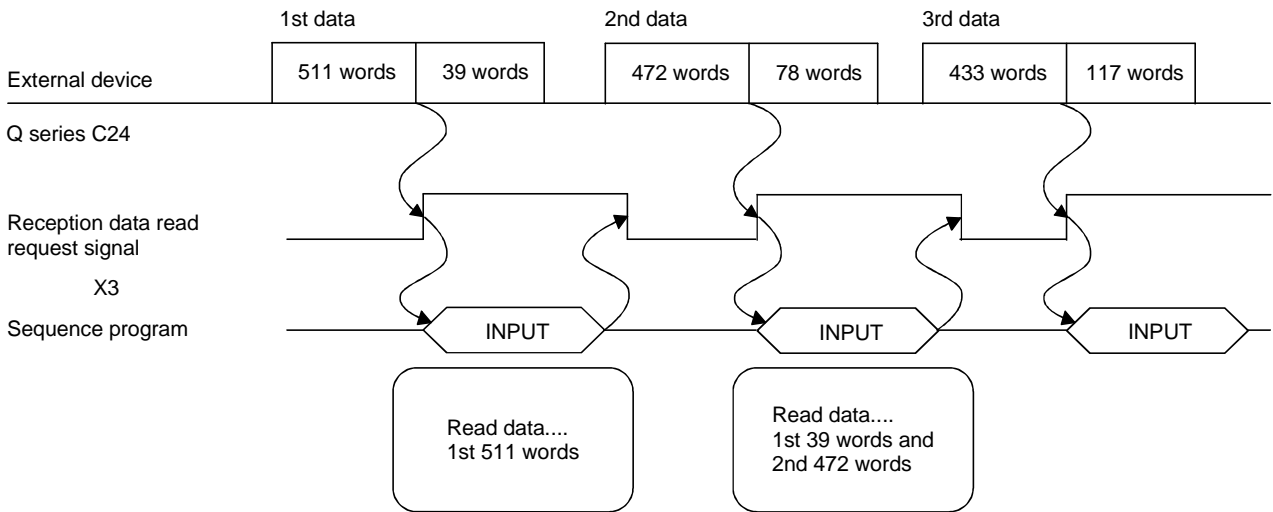 1st data
2nd data
3rd data
511 words
39 words
472 words
78 words
433 words
117 words
External device
Q series C24
Reception data read
request signal
X3
Sequence program
INPUT
INPUT
INPUT
Read data....
1st 511 words
Read data....
1st 39 words and
2nd 472 words